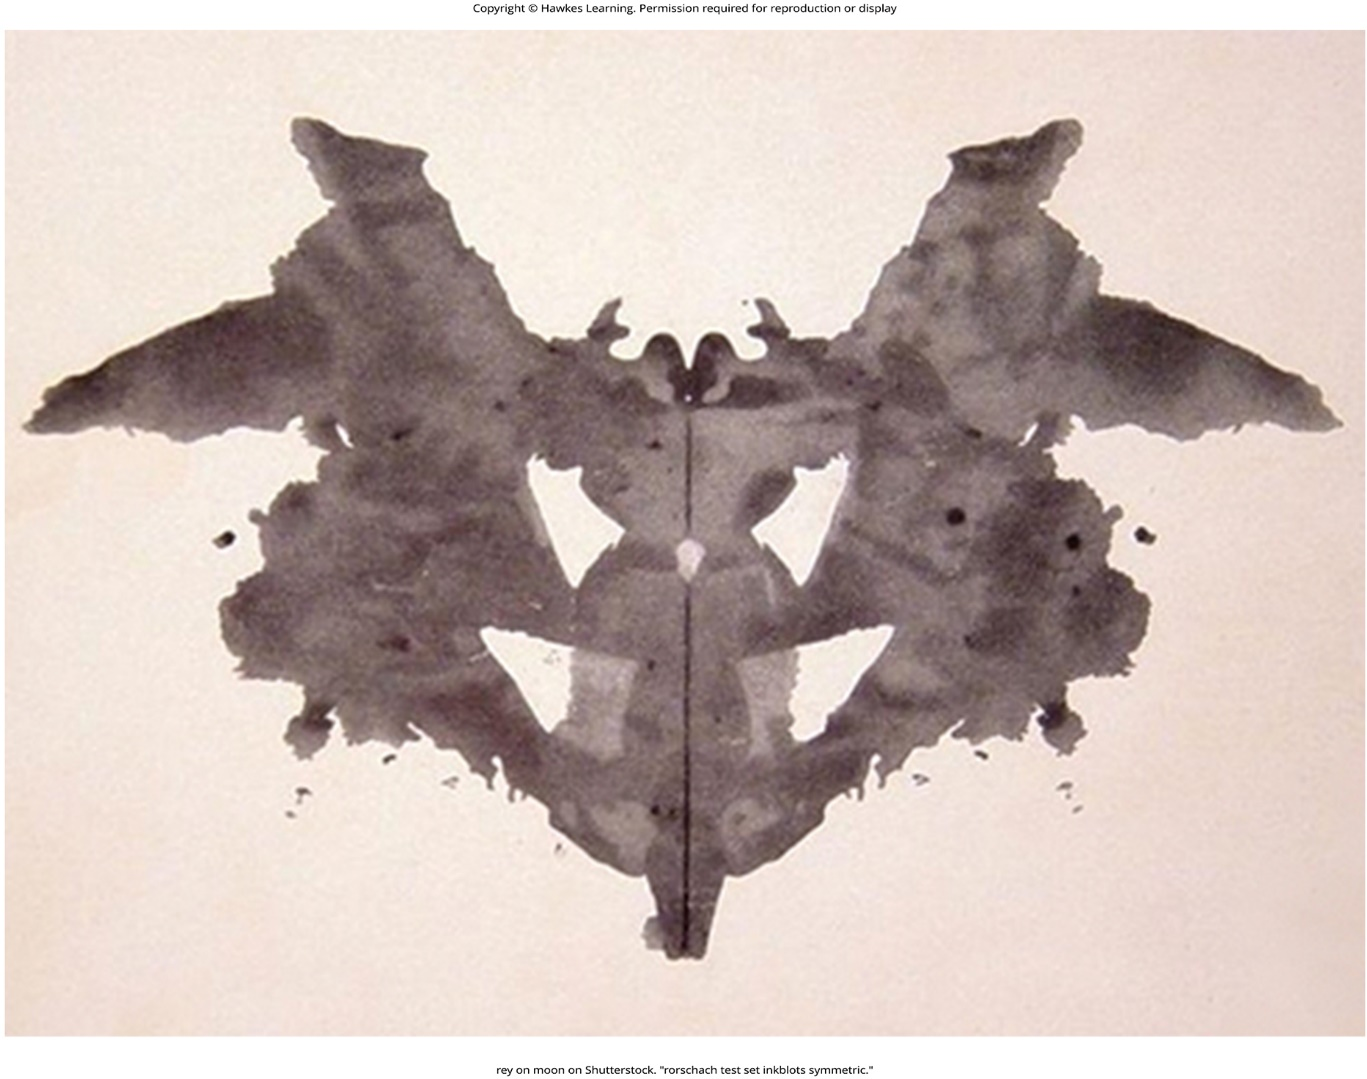 Copyright © Hawkes Learning. Permission required for reproduction or display
rey on moon on Shutterstock. "rorschach test set inkblots symmetric."